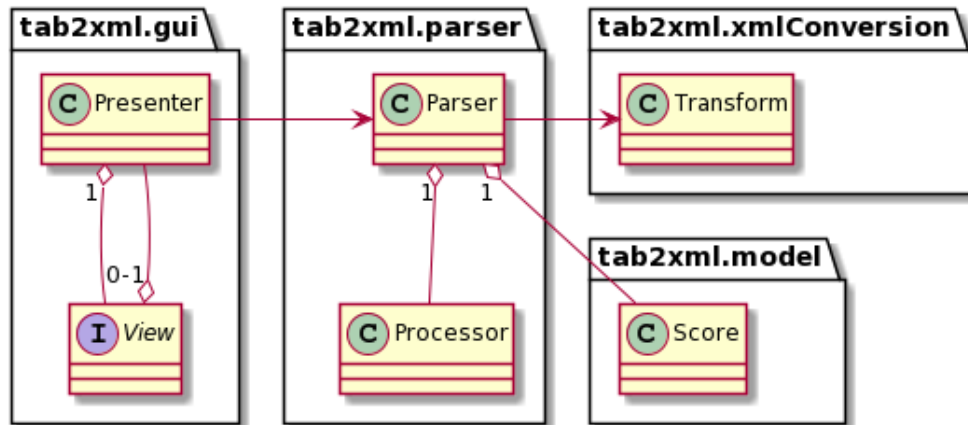 tab2xml.gui
tab2xml.parser
tab2xml.xmlConversion
C Presenter
C Parser
C Transform
1
1
1
tab2xml.model
0-1
I View
C Processor
C Score